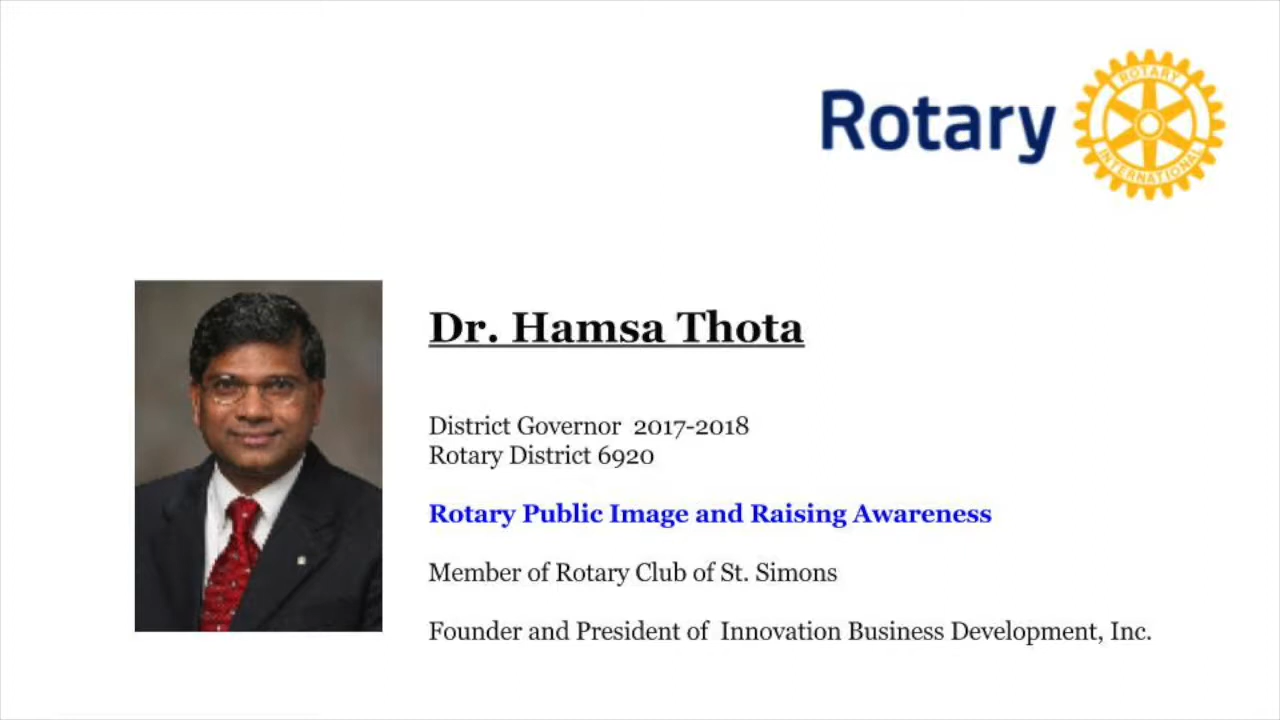 Rotary
ROTARY
INTERNATIONAL
Dr. Hamsa Thota
District Governor 2017-2018
Rotary District 6920
Rotary Public Image and Raising Awareness
Member of Rotary Club of St. Simons
Founder and President of Innovation Business Development, Inc.